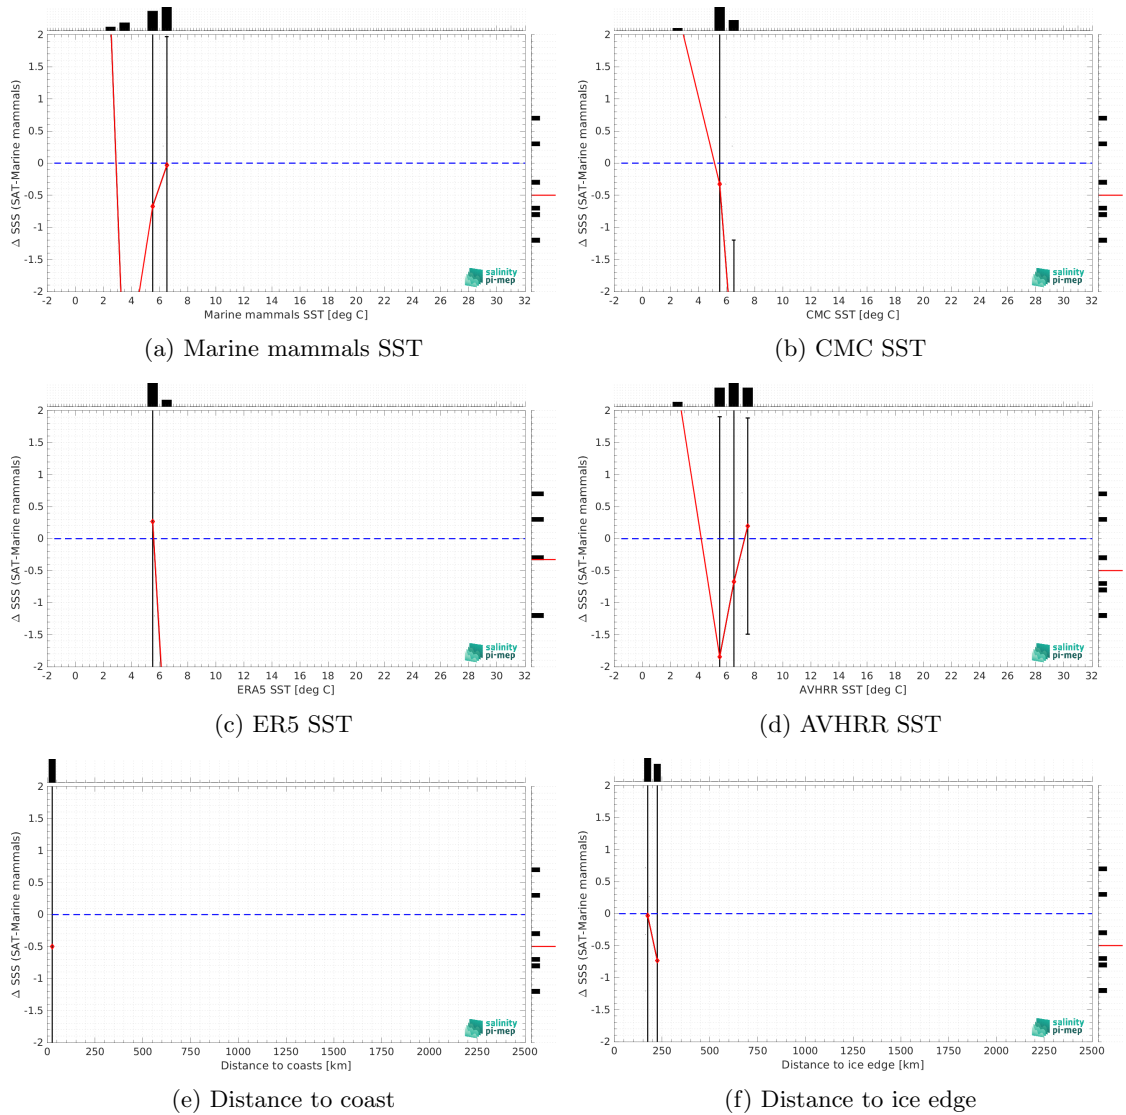 2
1.5
1
0.5
0
-0.5
-1
-1.5
-2
Δ SSS (SAT-Marine mammals)
salinity
pi-mep
-2 0 2 4 6 8 10 12 14 16 18 20 22 24 26 28 30 32
Marine mammals SST [deg C]
(a) Marine mammals SST
2
1.5
1
0.5
0
-0.5
-1
-1.5
-2
Δ SSS (SAT-Marine mammals)
salinity
pi-mep
-2 0 2 4 6 8 10 12 14 16 18 20 22 24 26 28 30 32
CMC SST [deg C]
(b) CMC SST
2
1.5
1
0.5
0
-0.5
-1
-1.5
-2
Δ SSS (SAT-Marine mammals)
salinity
pi-mep
-2 0 2 4 6 8 10 12 14 16 18 20 22 24 26 28 30 32
ERA5 SST [deg C]
(c) ER5 SST
2
1.5
1
0.5
0
-0.5
-1
-1.5
-2
Δ SSS (SAT-Marine mammals)
salinity
pi-mep
-2 0 2 4 6 8 10 12 14 16 18 20 22 24 26 28 30 32
AVHRR SST [deg C]
(d) AVHRR SST
2
1.5
1
0.5
0
-0.5
-1
-1.5
-2
Δ SSS (SAT-Marine mammals)
salinity
pi-mep
0 250 500 750 1000 1250 1500 1750 2000 2250 2500
Distance to coasts [km]
(e) Distance to coast
2
1.5
1
0.5
0
-0.5
-1
-1.5
-2
Δ SSS (SAT-Marine mammals)
salinity
pi-mep
0 250 500 750 1000 1250 1500 1750 2000 2250 2500
Distance to ice edge [km]
(f) Distance to ice edge